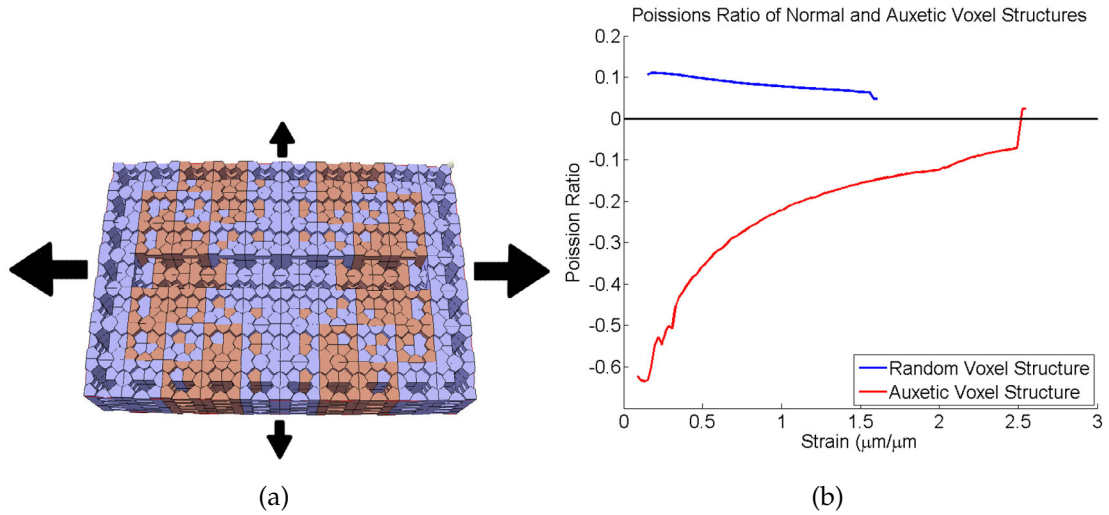 Poissions Ratio of Normal and Auxetic Voxel Structures
0.2
0.1
0
-0.1
-0.2
-0.3
-0.4
-0.5
-0.6
Poission Ratio
Random Voxel Structure
Auxetic Voxel Structure
0 0.5 1 1.5 2 2.5 3
Strain (μm/μm
(a) (b)